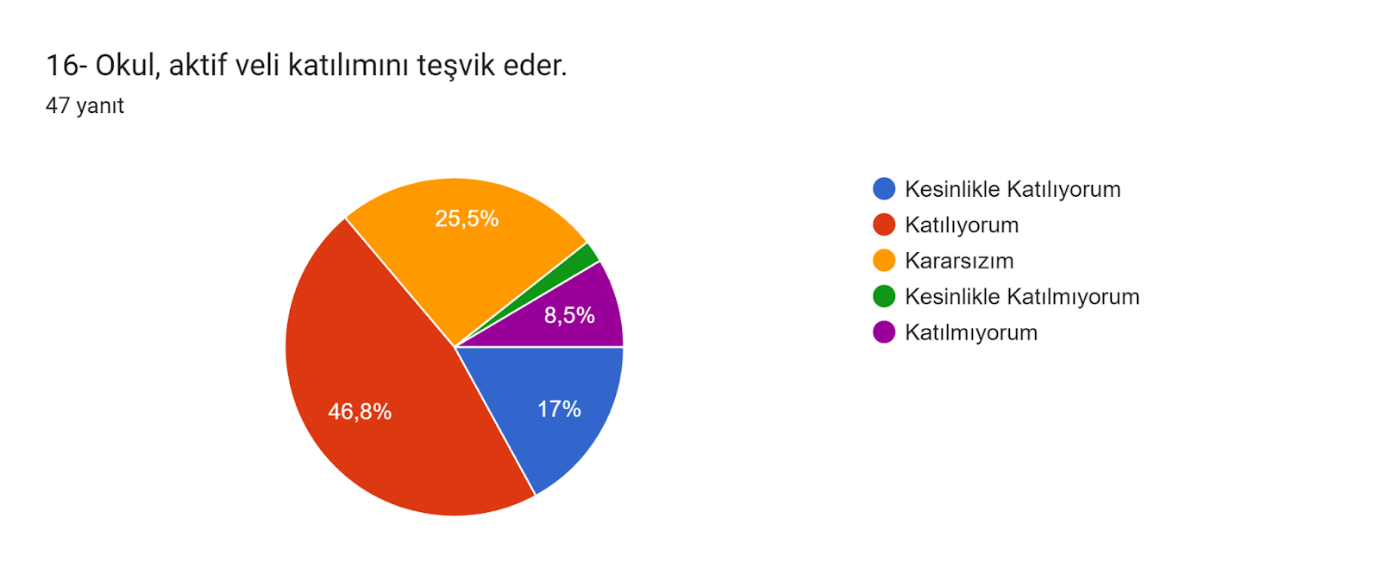 16- Okul, aktif veli katılımını teşvik eder.
47 yanıt
25,5%
8,5%
46,8%
17%
Kesinlikle Katılıyorum
Katılıyorum
Kararsızım
Kesinlikle Katılmıyorum
Katılmıyorum